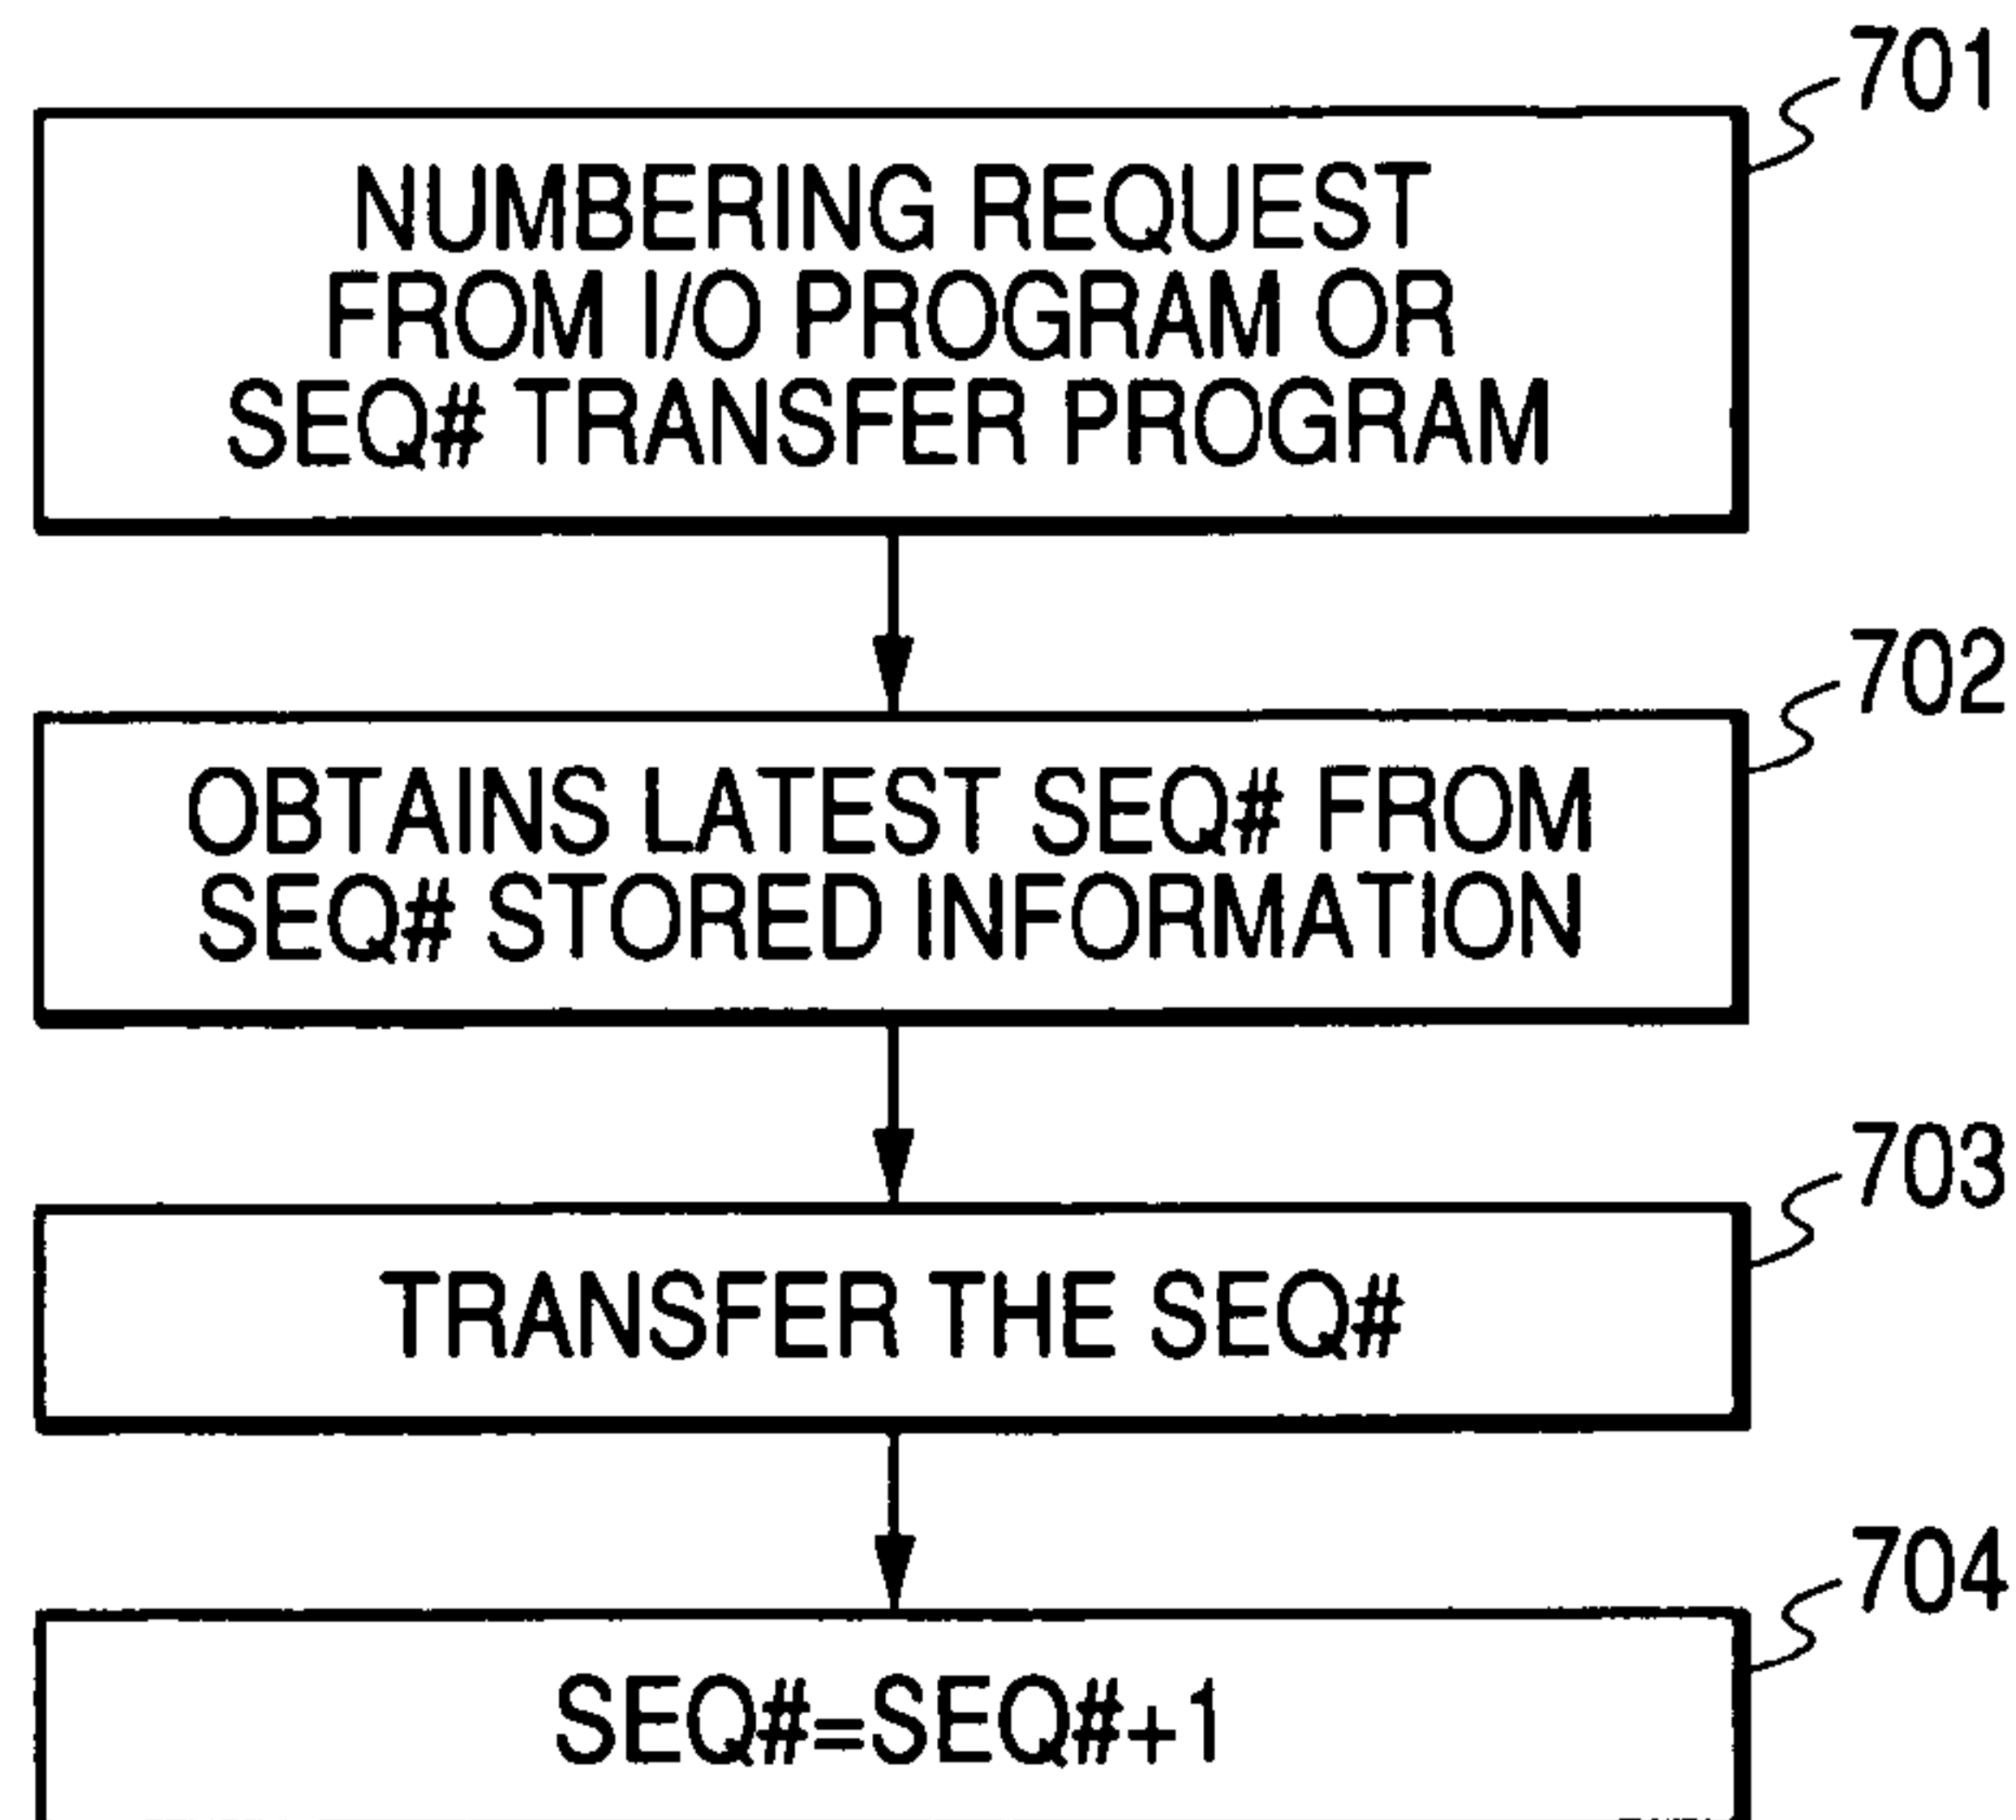 701
NUMBERING REQUEST
FROM I/O PROGRAM OR
SEQ# TRANSFER PROGRAM
702
OBTAINS LATEST SEQ# FROM
SEQ# STORED INFORMATION
703
TRANSFER THE SEQ#
704
SEQ#=SEQ#+1